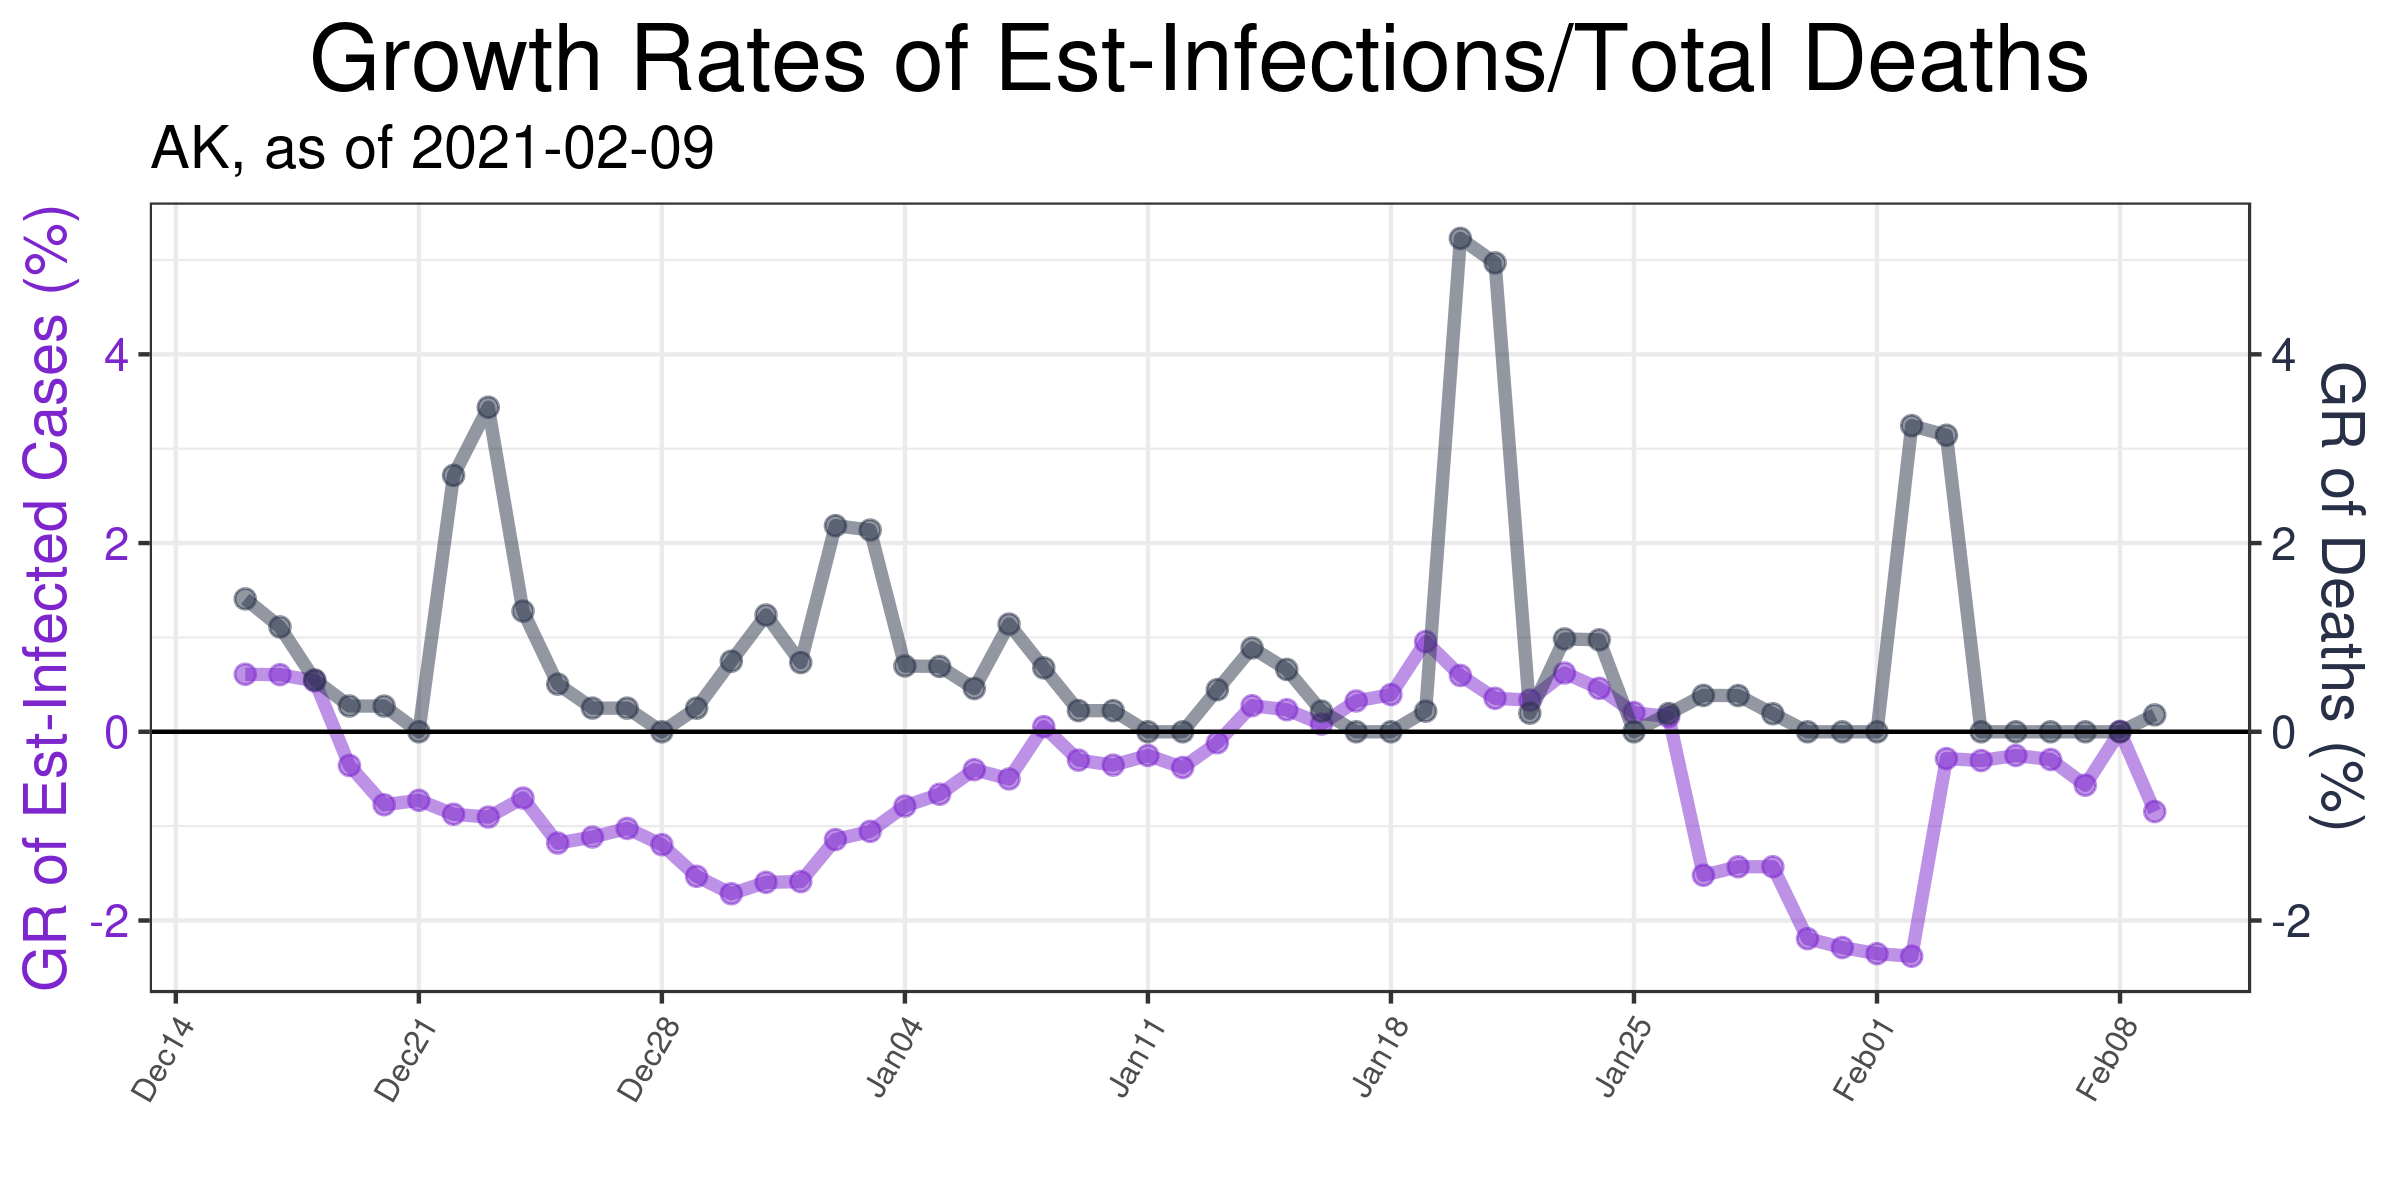 Growth Rates of Est-Infections/Total Deaths
AK, as of 2021-02-09
GR of Est-Infected Cases (%)
4
2
0
-2
4
2
0
-2
GR of Deaths (%)
Dec14
Dec21
Dec28
Jan04
Jan11
Jan18
Jan25
Feb01
Feb08